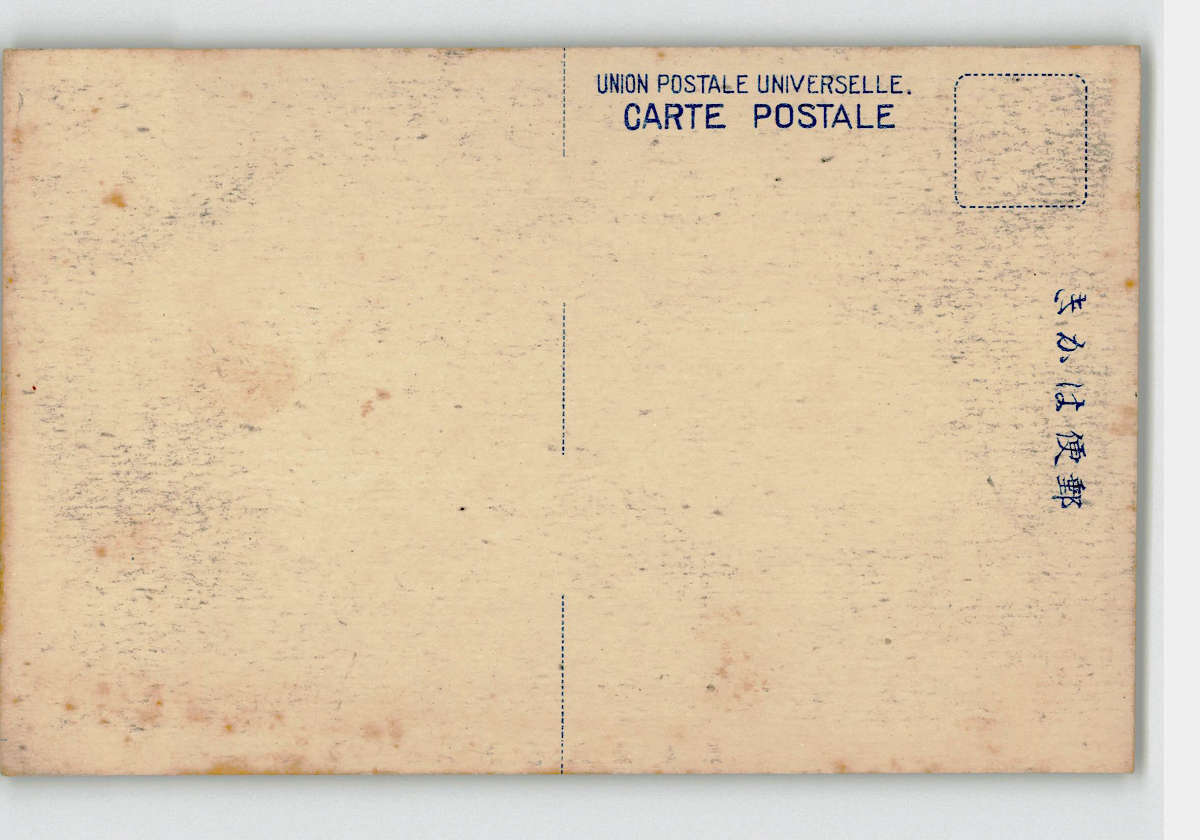 UNION POSTALE UNIVERSELLE.
CARTE POSTALE
郵便はかき